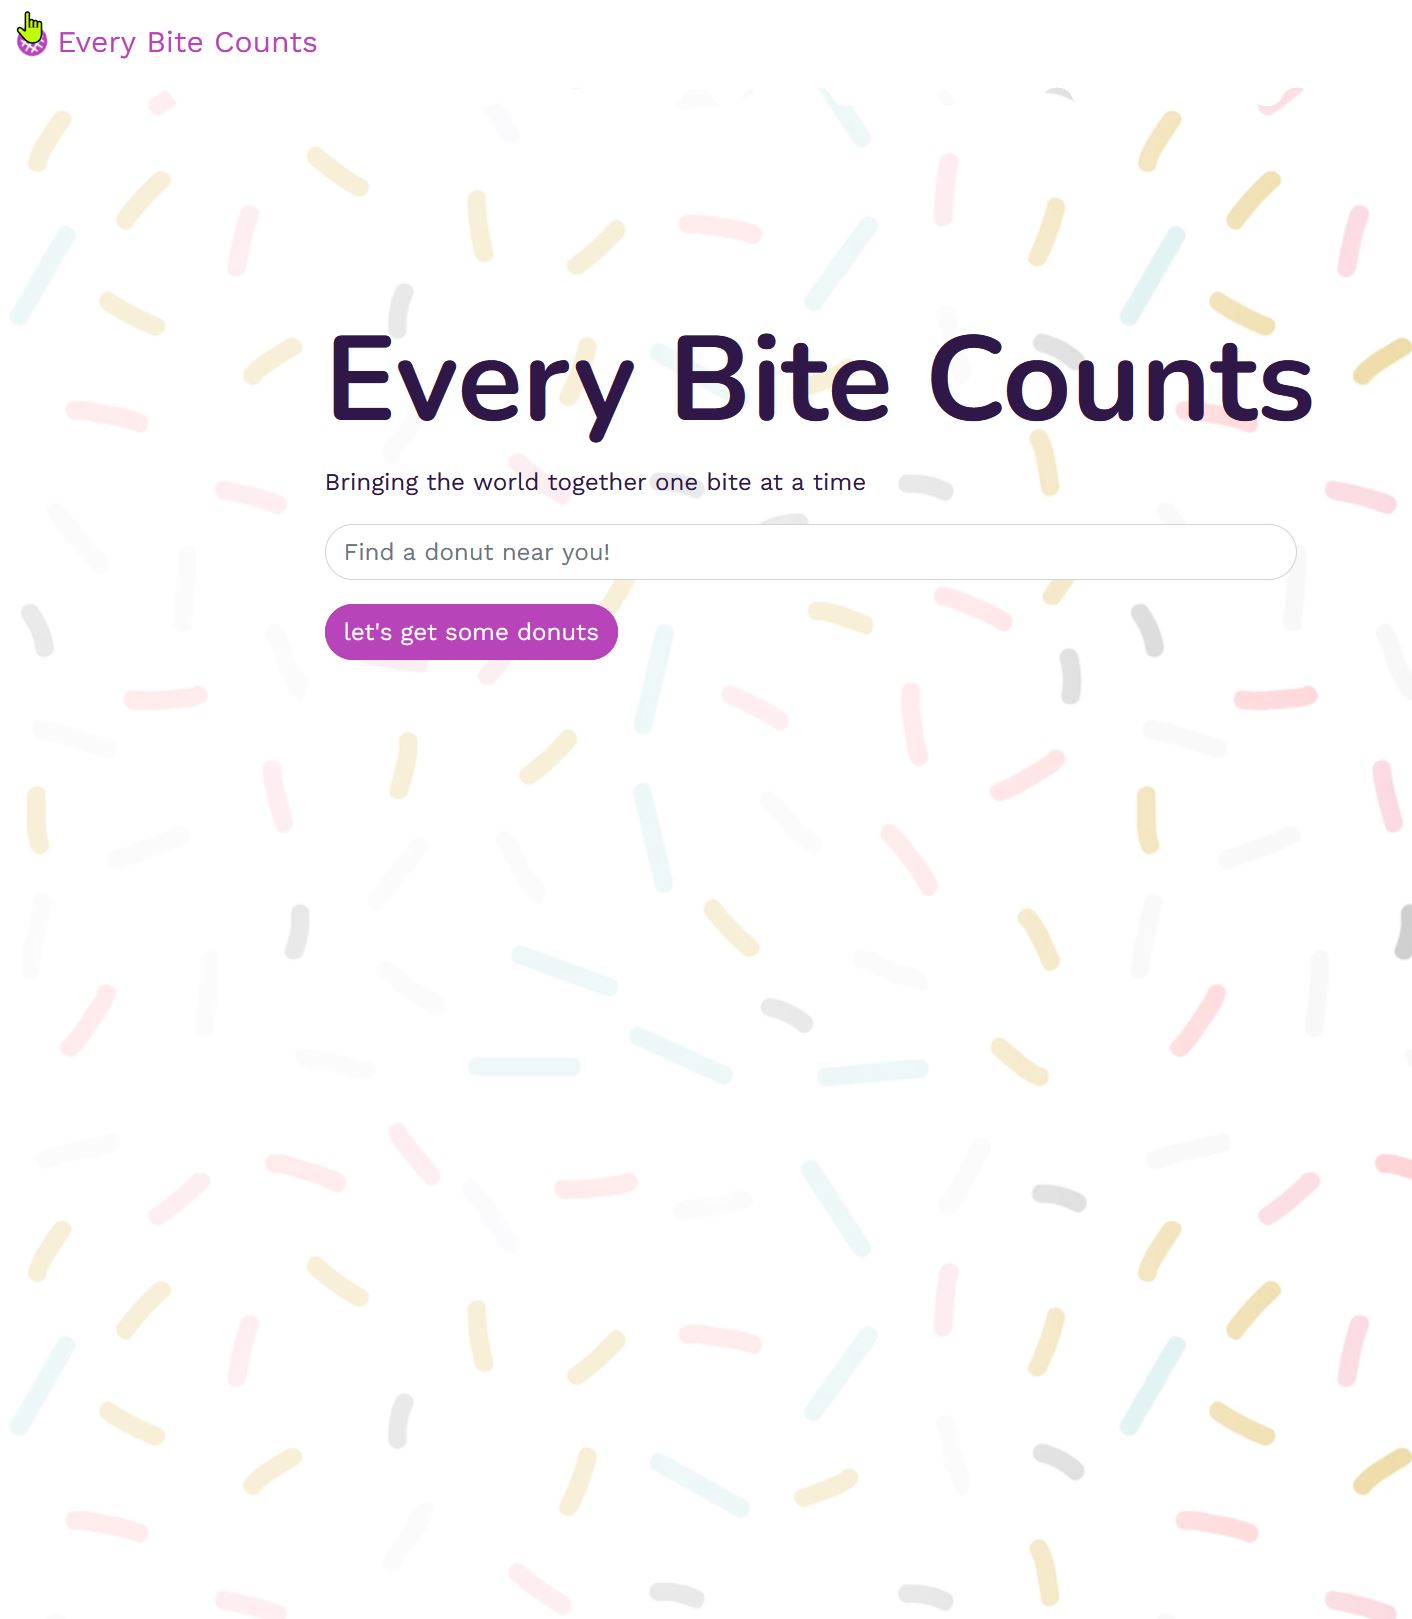 Every Bite Counts
Every Bite Counts
Bringing the world together one bite at a time
Find a donut near you!
let's get some donuts